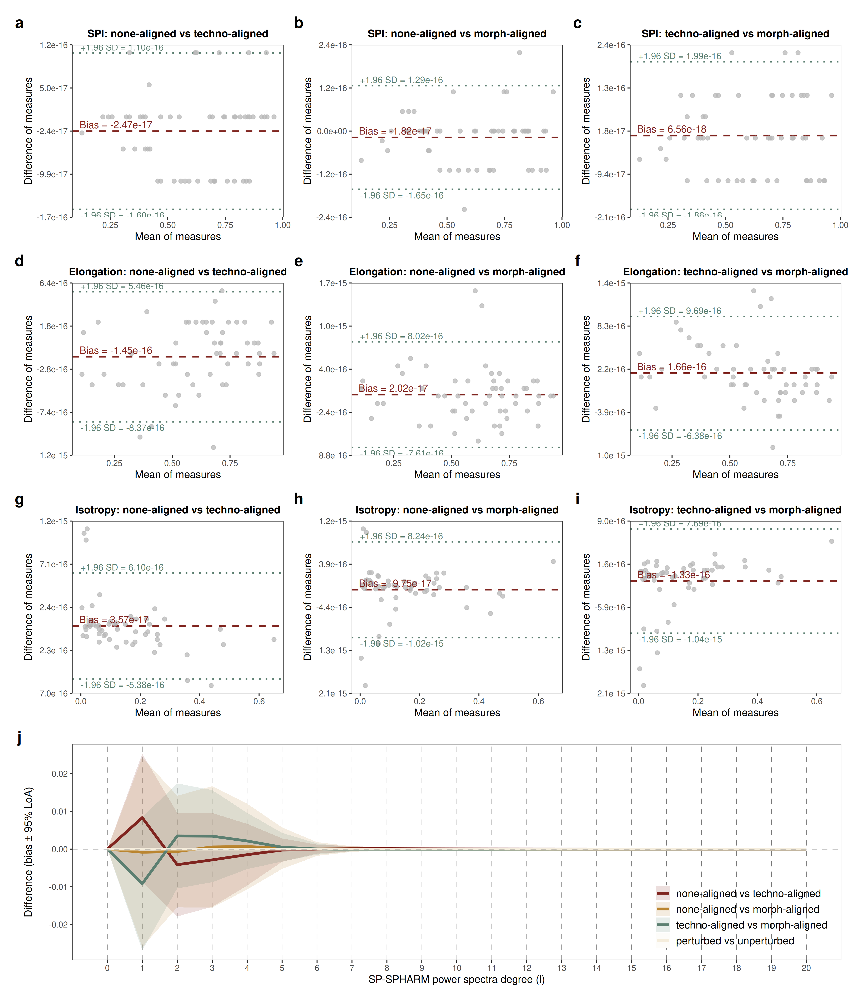 a
SPI: none-aligned vs techno-aligned
1.2e-16
5.0e-17
-2.4e-17
-9.9e-17
-1.7e-16
+1.96 SD = 1.10e-16
Bias = -2.47e-17
-1.96 SD = -1.60e-16
0.25 0.50 0.75 1.00
Mean of measures
Difference of measures
b
SPI: none-aligned vs morph-aligned
2.4e-16
1.2e-16
0.0e+00
-1.2e-16
-2.4e-16
+1.96 SD = 1.29e-16
Bias = -1.82e-17
-1.96 SD = -1.65e-16
0.25 0.50 0.75 1.00
Mean of measures
Difference of measures
c
SPI: techno-aligned vs morph-aligned
2.4e-16
1.3e-16
1.8e-17
-9.4e-17
-2.1e-16
+1.96 SD = 1.99e-16
Bias = 6.56e-18
-1.96 SD = -1.86e-16
0.25 0.50 0.75 1.00
Mean of measures
Difference of measures
d
Elongation: none-aligned vs techno-aligned
6.4e-16
1.8e-16
-2.8e-16
-7.4e-16
-1.2e-15
+1.96 SD = 5.46e-16
Bias = -1.45e-16
-1.96 SD = -8.37e-16
0.25 0.50 0.75
Mean of measures
Difference of measures
e
Elongation: none-aligned vs morph-aligned
1.7e-15
1.0e-15
4.0e-16
-2.4e-16
-8.8e-16
+1.96 SD = 8.02e-16
Bias = 2.02e-17
-1.96 SD = -7.61e-16
0.25 0.50 0.75
Mean of measures
Difference of measures
f
Elongation: techno-aligned vs morph-aligned
1.4e-15
8.3e-16
2.2e-16
-3.9e-16
-1.0e-15
+1.96 SD = 9.69e-16
Bias = 1.66e-16
-1.96 SD = -6.38e-16
0.25 0.50 0.75
Mean of measures
Difference of measures
g
Isotropy: none-aligned vs techno-aligned
1.2e-15
7.1e-16
2.4e-16
-2.3e-16
-7.0e-16
+1.96 SD = 6.10e-16
Bias = 3.57e-17
-1.96 SD = -5.38e-16
0.0 0.2 0.4 0.6
Mean of measures
Difference of measures
h
Isotropy: none-aligned vs morph-aligned
1.2e-15
3.9e-16
-4.4e-16
-1.3e-15
-2.1e-15
+1.96 SD = 8.24e-16
Bias = -9.75e-17
-1.96 SD = -1.02e-15
0.0 0.2 0.4 0.6
Mean of measures
Difference of measures
i
Isotropy: techno-aligned vs morph-aligned
9.0e-16
1.6e-16
-5.9e-16
-1.3e-15
-2.1e-15
+1.96 SD = 7.69e-16
Bias = -1.33e-16
-1.96 SD = -1.04e-15
0.0 0.2 0.4 0.6
Mean of measures
Difference of measures
j
0.02
0.01
0.00
-0.01
-0.02
Difference (bias ± 95% LoA)
none-aligned vs techno-aligned
none-aligned vs morph-aligned
techno-aligned vs morph-aligned
perturbed vs unperturbed
0 1 2 3 4 5 6 7 8 9 10 11 12 13 14 15 16 17 18 19 20
SP-SPHARM power spectra degree (l)